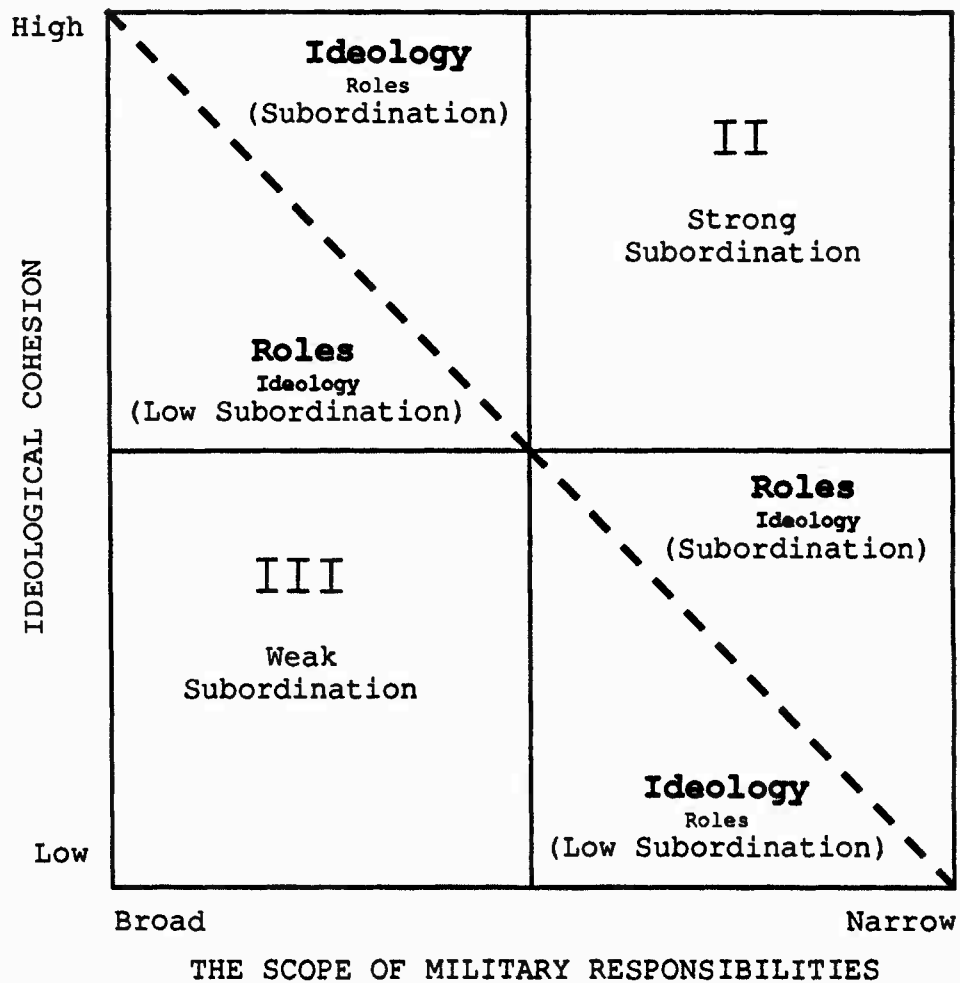 High
Ideology
Roles
(Subordination)
II
Strong
Subordination
IDEOLOGICAL COHESION
Roles
Ideology
(Low Subordination)
Roles
Ideology
(Subordination)
III
Weak
Subordination
Ideology
Roles
(Low Subordination)
Low
Broad
Narrow
THE SCOPE OF MILITARY RESPONSIBILITIES